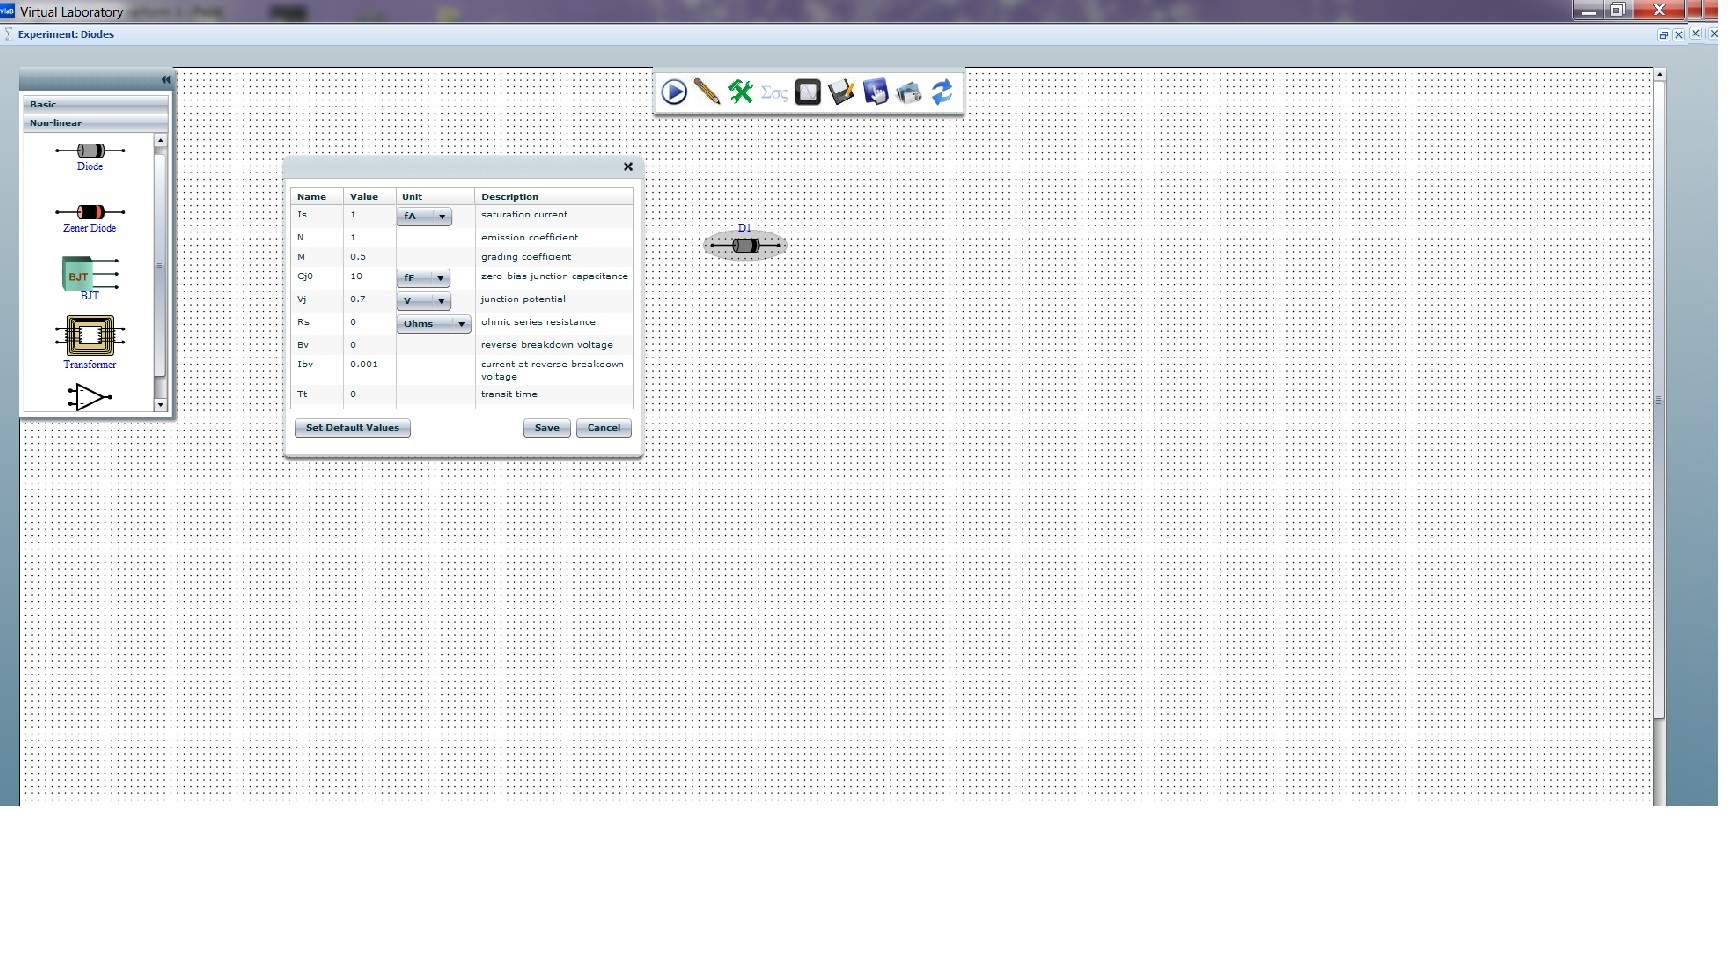 VlaD Virtual Laboratory
Experiment: Diodes
Basic
Non-linear
Diode
Zener Diode
BJT
BJT
Transformer
Σσς
Name Value Unit Description
Is 1 fA saturation current
N 1 emission coefficient
M 0.5 grading coefficient
Cj0 10 fF zero bias junction capacitance
Vj 0.7 V junction potential
Rs 0 Ohms ohmic series resistance
Bv 0 reverse breakdown voltage
Ibv 0.001 current at reverse breakdown
voltage
Tt 0 transit time
Set Default Values Save Cancel
D1